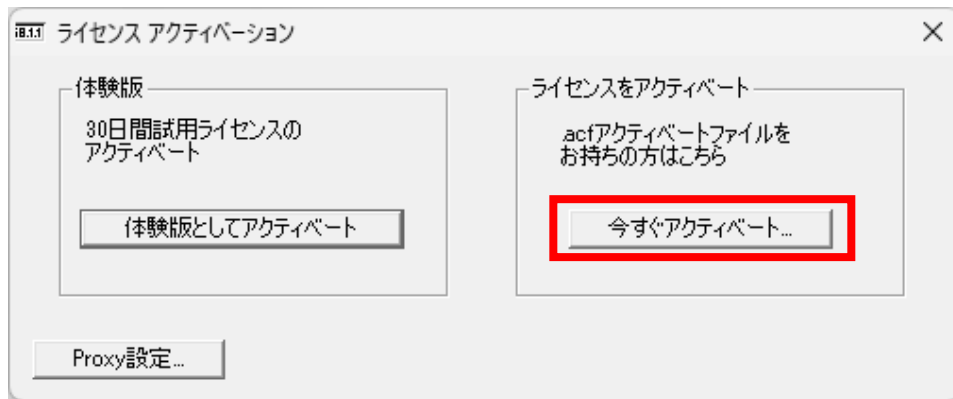 i8.1.1 ライセンス アクティベーション
体験版
30日間試用ライセンスの
アクティベート
体験版としてアクティベート
ライセンスをアクティベート
.acfアクティベートファイルを
お持ちの方はこちら
今すぐアクティベート...
Proxy設定...